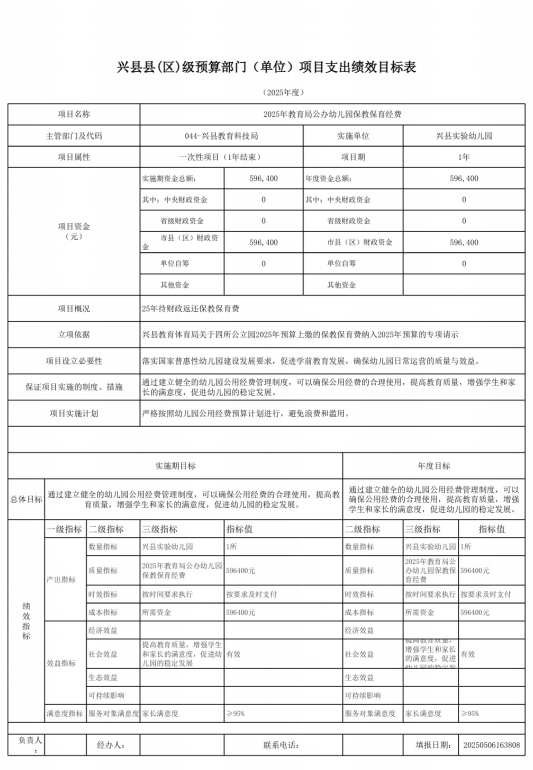 兴县县(区)级预算部门（单位）项目支出绩效目标表
（2025年度）
项目名称 2025年教育局公办幼儿园保教保育经费
主管部门及代码 044-兴县教育科技局 实施单位 兴县实验幼儿园
项目属性 一次性项目（1年结束） 项目期 1年
项目资金
（元）
实施期资金总额: 596,400 年度资金总额: 596,400
其中: 中央财政资金 0 其中: 中央财政资金 0
省级财政资金 0 省级财政资金 0
市县（区）财政资
金 596,400 市县（区）财政资金 596,400
单位自筹 0 单位自筹 0
其他资金 其他资金
项目概况 25年待财政返还保教保育费
立项依据 兴县教育体育局关于四所公立园2025年预算上缴的保教保育费纳入2025年预算的专项请示
项目设立必要性 落实国家普惠性幼儿园建设发展要求，促进学前教育发展，确保幼儿园日常运营的质量与效益。
保证项目实施的制度、措施 通过建立健全的幼儿园公用经费管理制度，可以确保公用经费的合理使用，提高教育质量，增强学生和家
长的满意度，促进幼儿园的稳定发展。
项目实施计划 严格按照幼儿园公用经费预算计划进行，避免浪费和滥用。
实施期目标 年度目标
总体目标
通过建立健全的幼儿园公用经费管理制度，可以确保公用经费的合理使用，提高教
育质量，增强学生和家长的满意度，促进幼儿园的稳定发展。
通过建立健全的幼儿园公用经费管理制度，可以
确保公用经费的合理使用，提高教育质量，增强
学生和家长的满意度，促进幼儿园的稳定发展。
绩
效
指
标
一级指标 二级指标 三级指标 指标值 二级指标 三级指标 指标值
产出指标
数量指标 兴县实验幼儿园 1所 数量指标 兴县实验幼儿园 1所
质量指标 2025年教育局公办幼儿园
保教保育经费 596400元 质量指标 2025年教育局公
办幼儿园保教保
育经费 596400元
时效指标 按时间要求执行 按要求及时支付 时效指标 按时间要求执行 按要求及时支付
成本指标 所需资金 596400元 成本指标 所需资金 596400元
效益指标
经济效益 经济效益
社会效益 提高教育质量，增强学生
和家长的满意度，促进幼
儿园的稳定发展 有效 社会效益 提高教育质量，
增强学生和家长
的满意度，促进
幼儿园的稳定发 有效
生态效益 生态效益
可持续影响 可持续影响
满意度指标 服务对象满意度 家长满意度 ≥95% 服务对象满意度 家长满意度 ≥95%
负责人
: 经办人: 联系电话: 填报日期: 20250506163808